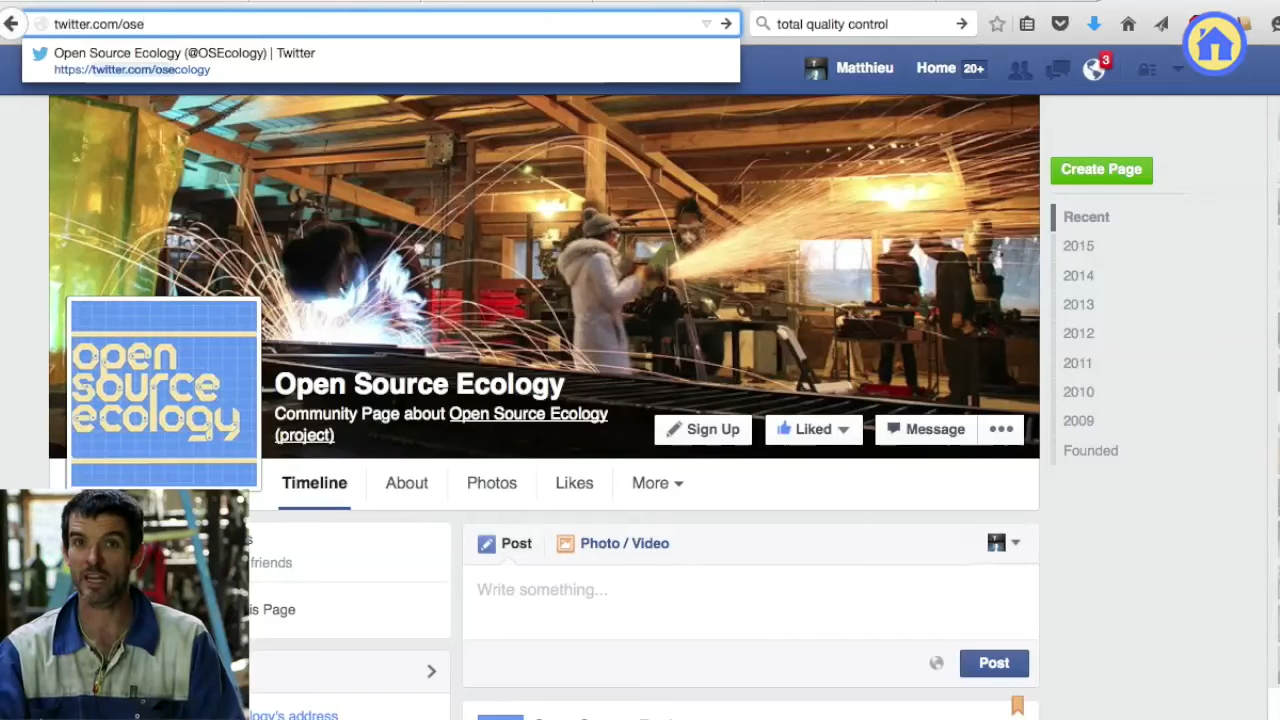 twitter.com/ose
total quality control
Open Source Ecology (@OSEcology) | Twitter
https://twitter.com/osecology
Matthieu
Home 20+
3
Create Page
Recent
2015
2014
2013
2012
2011
2010
2009
Founded
open
source
ecology
Open Source Ecology
Community Page about Open Source Ecology
(project)
Sign Up
Liked
Message
Timeline
About
Photos
Likes
More
friends
is Page
ogy's address
Post
Photo / Video
Write something...
Post